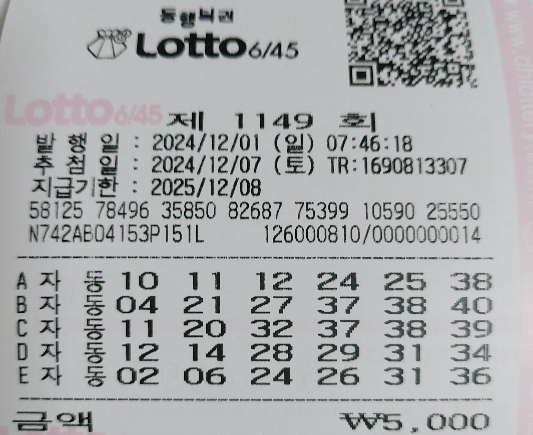 동행복권
Lotto 6/45
Lotto 6/45
제 1149 회
발 행 일 : 2024/12/01 (일) 07:46:18
추 첨 일 : 2024/12/07 (토) TR:1690813307
지급기한 : 2025/12/08
58125 78496 35850 82687 75399 10590 25550
N742AB04153P151L 126000810/0000000014
A 자 동 10 11 12 24 25 38
B 자 동 04 21 27 37 38 40
C 자 동 11 20 32 37 38 39
D 자 동 12 14 28 29 31 34
E 자 동 02 06 24 26 31 36
금액 ₩5,000